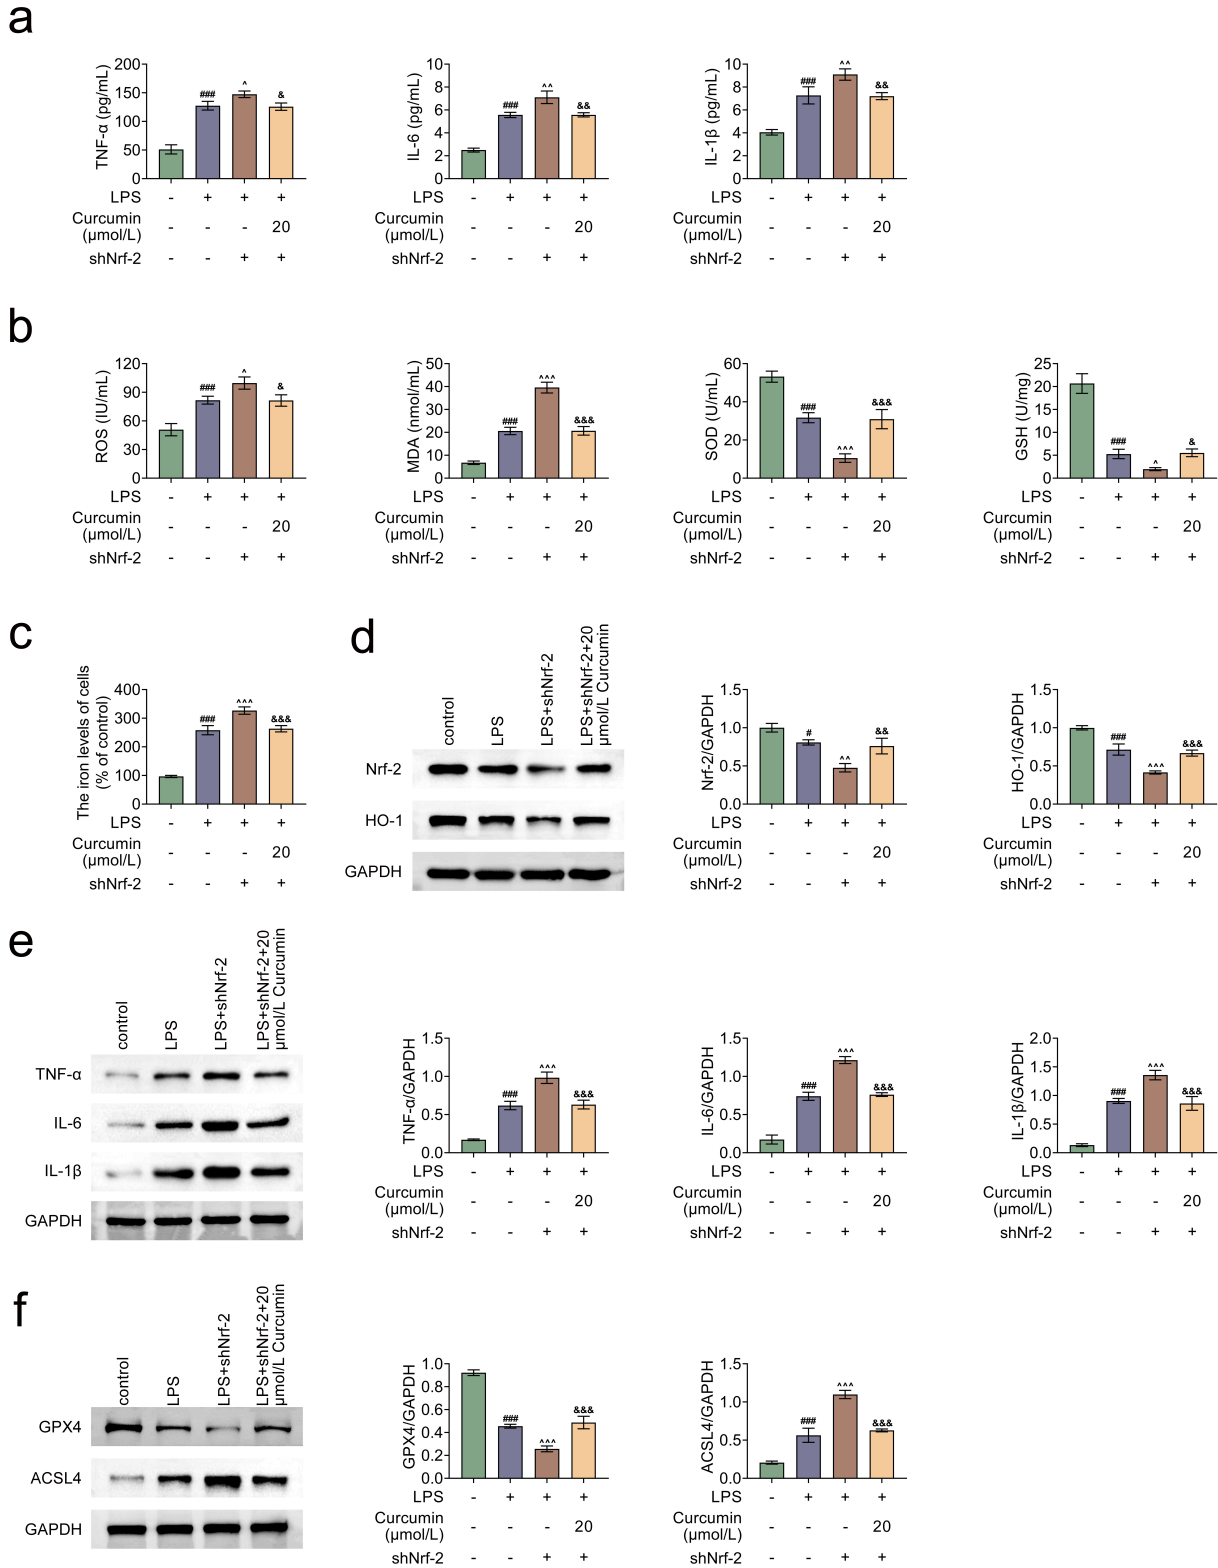 a
TNF-α (pg/mL)
200
150
100
50
0
###
^
&
LPS - + + +
Curcumin
(μmol/L) - - - 20
shNrf-2 - - + +
IL-6 (pg/mL)
10
8
6
4
2
0
###
^^
&&
LPS - + + +
Curcumin
(μmol/L) - - - 20
shNrf-2 - - + +
IL-1β (pg/mL)
10
8
6
4
2
0
###
^^
&&
LPS - + + +
Curcumin
(μmol/L) - - - 20
shNrf-2 - - + +
b
ROS (IU/mL)
120
90
60
30
0
###
^
&
LPS - + + +
Curcumin
(μmol/L) - - - 20
shNrf-2 - - + +
MDA (nmol/mL)
50
40
30
20
10
0
###
^^^
&&&
LPS - + + +
Curcumin
(μmol/L) - - - 20
shNrf-2 - - + +
SOD (U/mL)
60
40
20
0
###
^^^
&&&
LPS - + + +
Curcumin
(μmol/L) - - - 20
shNrf-2 - - + +
GSH (U/mg)
25
20
15
10
5
0
###
^
&
LPS - + + +
Curcumin
(μmol/L) - - - 20
shNrf-2 - - + +
c
The iron levels of cells
(% of control)
400
300
200
100
0
###
^^^
&&&
LPS - + + +
Curcumin
(μmol/L) - - - 20
shNrf-2 - - + +
d
control
LPS
LPS+shNrf-2
LPS+shNrf-2+20
μmol/L Curcumin
Nrf-2
HO-1
GAPDH
Nrf-2/GAPDH
1.5
1.0
0.5
0.0
#
^^
&&
LPS - + + +
Curcumin
(μmol/L) - - - 20
shNrf-2 - - + +
HO-1/GAPDH
1.5
1.0
0.5
0.0
###
^^^
&&&
LPS - + + +
Curcumin
(μmol/L) - - - 20
shNrf-2 - - + +
e
control
LPS
LPS+shNrf-2
LPS+shNrf-2+20
μmol/L Curcumin
TNF-α
IL-6
IL-1β
GAPDH
TNF-α/GAPDH
1.5
1.0
0.5
0.0
###
^^^
&&&
LPS - + + +
Curcumin
(μmol/L) - - - 20
shNrf-2 - - + +
IL-6/GAPDH
1.5
1.0
0.5
0.0
###
^^^
&&&
LPS - + + +
Curcumin
(μmol/L) - - - 20
shNrf-2 - - + +
IL-1β/GAPDH
2.0
1.5
1.0
0.5
0.0
###
^^^
&&&
LPS - + + +
Curcumin
(μmol/L) - - - 20
shNrf-2 - - + +
f
control
LPS
LPS+shNrf-2
LPS+shNrf-2+20
μmol/L Curcumin
GPX4
ACSL4
GAPDH
GPX4/GAPDH
1.0
0.8
0.6
0.4
0.2
0.0
###
^^^
&&&
LPS - + + +
Curcumin
(μmol/L) - - - 20
shNrf-2 - - + +
ACSL4/GAPDH
1.5
1.0
0.5
0.0
###
^^^
&&&
LPS - + + +
Curcumin
(μmol/L) - - - 20
shNrf-2 - - + +